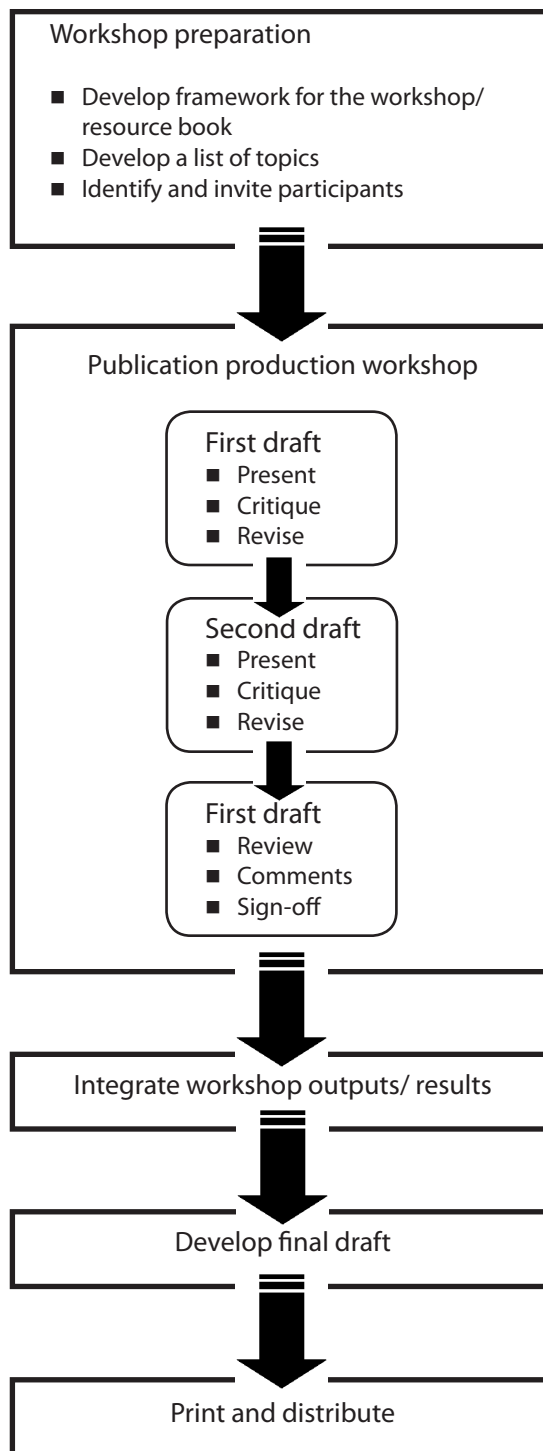 Workshop preparation
■ Develop framework for the workshop/
resource book
■ Develop a list of topics
■ Identify and invite participants
Publication production workshop
First draft
■ Present
■ Critique
■ Revise
Second draft
■ Present
■ Critique
■ Revise
First draft
■ Review
■ Comments
■ Sign-off
Integrate workshop outputs/ results
Develop final draft
Print and distribute